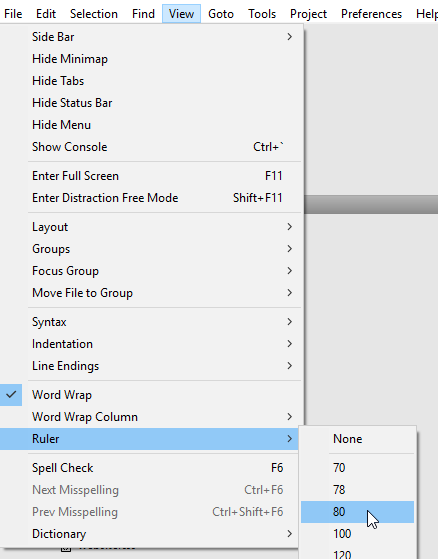 File Edit Selection Find View Goto Tools Project Preferences Help
Side Bar
Hide Minimap
Hide Tabs
Hide Status Bar
Hide Menu
Show Console Ctrl+`
Enter Full Screen F11
Enter Distraction Free Mode Shift+F11
Layout
Groups
Focus Group
Move File to Group
Syntax
Indentation
Line Endings
Word Wrap
Word Wrap Column
Ruler
None
Spell Check F6
70
Next Misspelling Ctrl+F6
78
Prev Misspelling Ctrl+Shift+F6
80
Dictionary
100
120